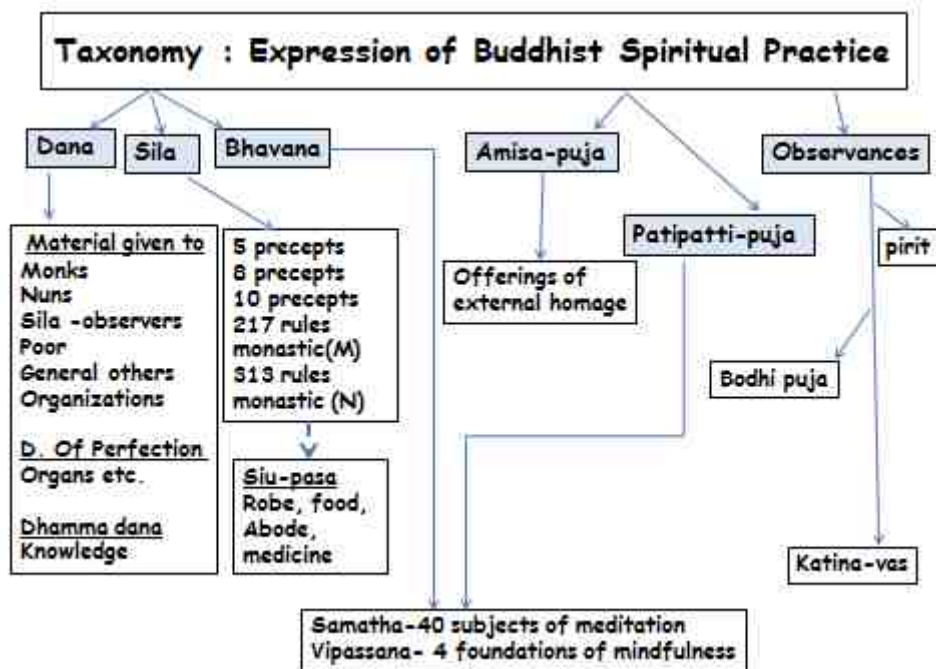 Taxonomy : Expression of Buddhist Spiritual Practice
Dana
Sila
Bhavana
Amisa-puja
Observances
Patipatti-puja
pirit
Material given to
Monks
Nuns
Sila -observers
Poor
General others
Organizations
D. Of Perfection
Organs etc.
Dhamma dana
Knowledge
5 precepts
8 precepts
10 precepts
217 rules
monastic(M)
313 rules
monastic (N)
Offerings of
external homage
Bodhi puja
Siu-pasa
Robe, food,
Abode,
medicine
Katina-vas
Samatha-40 subjects of meditation
Vipassana- 4 foundations of mindfulness